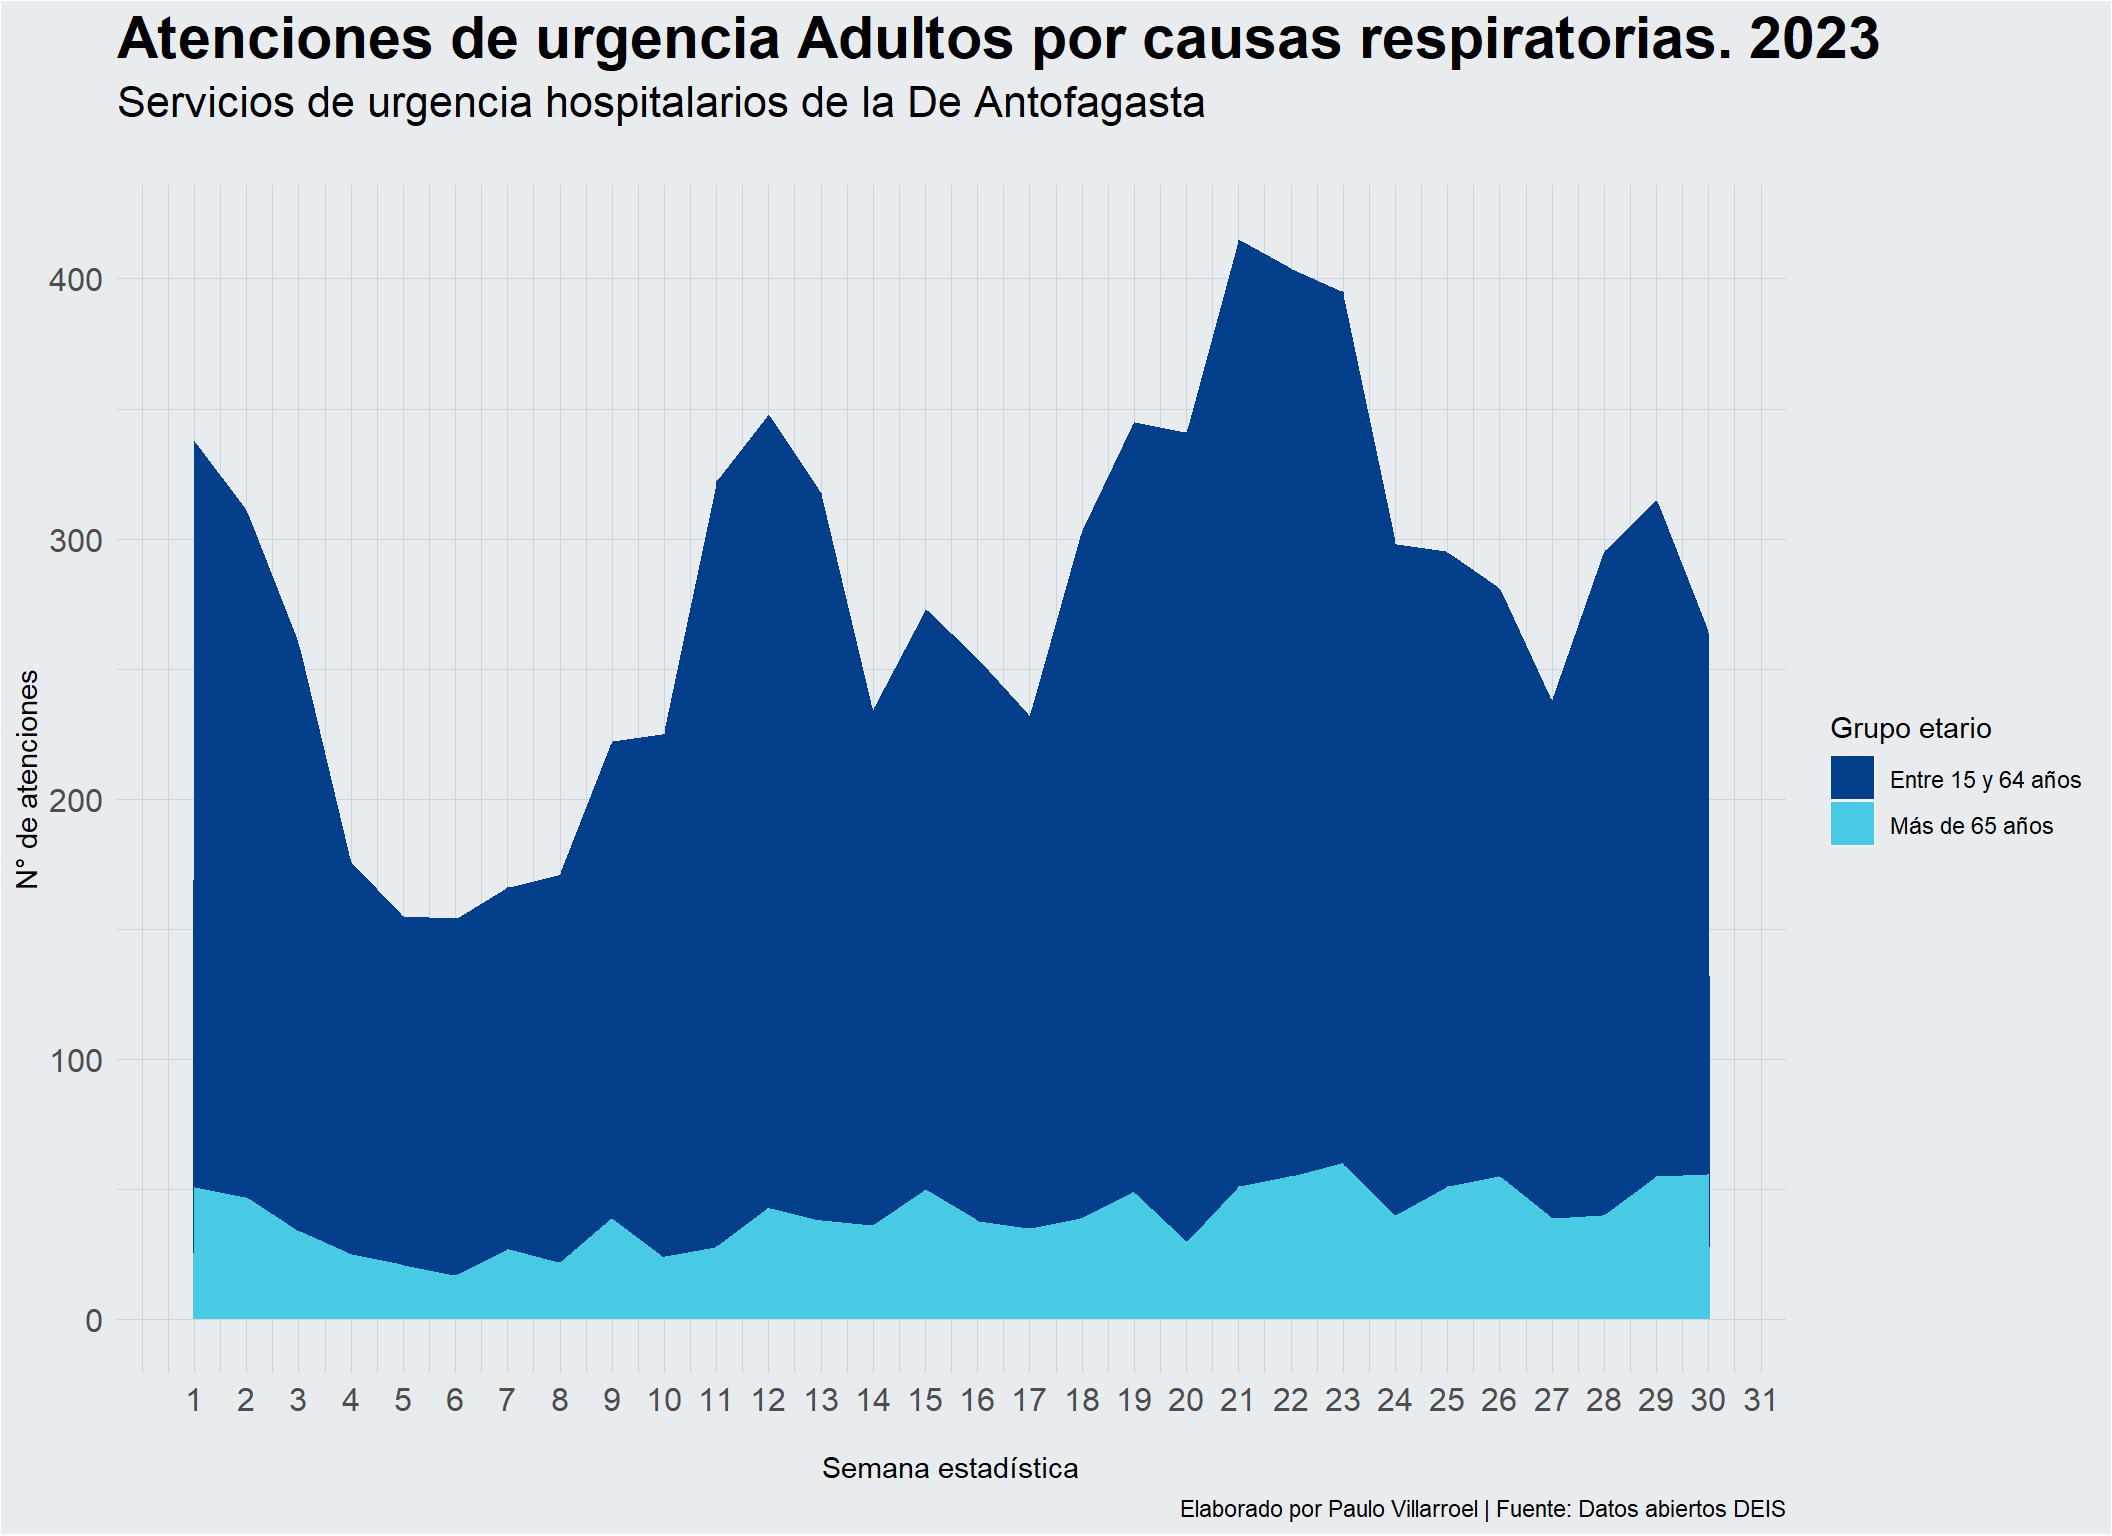 Atenciones de urgencia Adultos por causas respiratorias. 2023
Servicios de urgencia hospitalarios de la De Antofagasta
400
300
200
100
0
N° de atenciones
Grupo etario
Entre 15 y 64 años
Más de 65 años
1 2 3 4 5 6 7 8 9 10 11 12 13 14 15 16 17 18 19 20 21 22 23 24 25 26 27 28 29 30 31
Semana estadística
Elaborado por Paulo Villarroel | Fuente: Datos abiertos DEIS